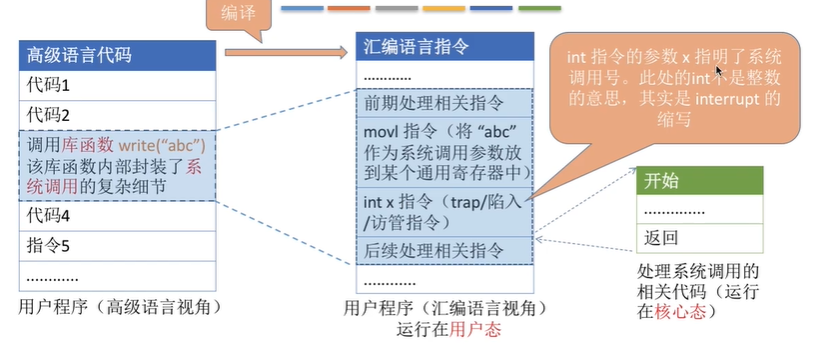 编译
高级语言代码
代码1
代码2
调用库函数 write(“abc”)
该库函数内部封装了系
统调用的复杂细节
代码4
指令5
…………
用户程序（高级语言视角）
汇编语言指令
…………
前期处理相关指令
movl 指令（将 “abc”
作为系统调用参数放
到某个通用寄存器中）
int x 指令（trap/陷入
/访管指令）
后续处理相关指令
…………
用户程序（汇编语言视角）
运行在用户态
int 指令的参数 x 指明了系统
调用号。此处的int不是整数
的意思，其实是 interrupt 的
缩写
开始
…………..
返回
处理系统调用的
相关代码（运行
在核心态）